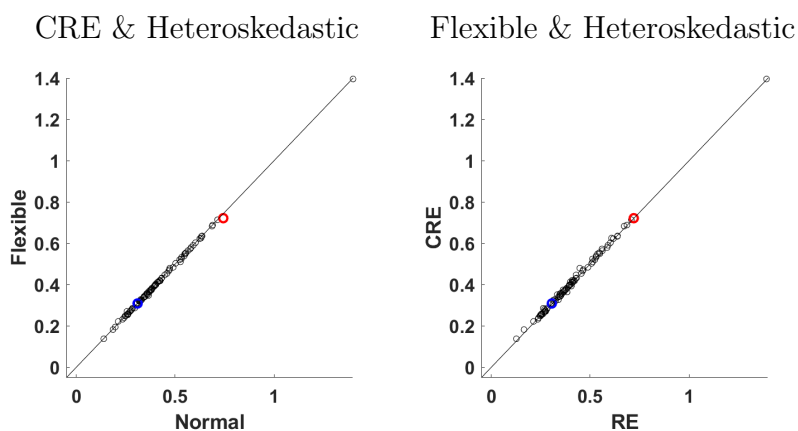 CRE & Heteroskedastic
Flexible & Heteroskedastic
1.4
1.2
1
0.8
0.6
0.4
0.2
0
Flexible
0 0.5 1
Normal
1.4
1.2
1
0.8
0.6
0.4
0.2
0
CRE
0 0.5 1
RE